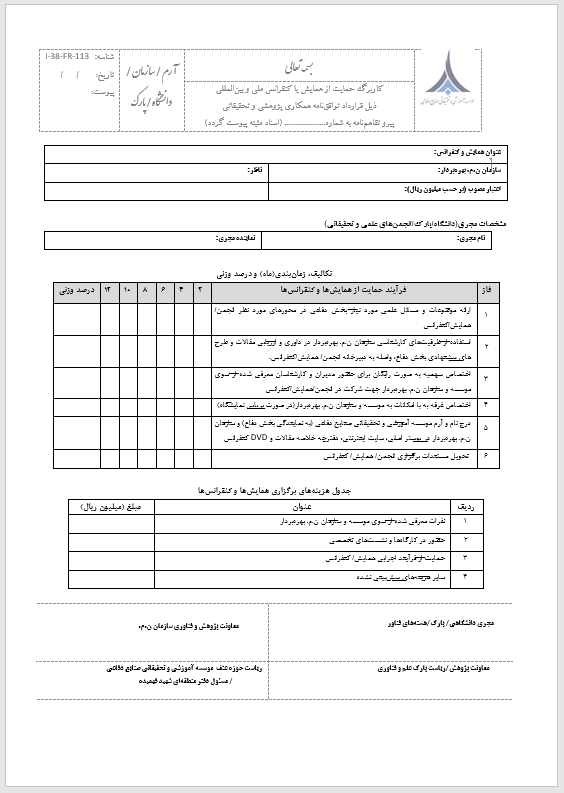 بسمه تعالی
کاربرگ حمایت از همایش یا کنفرانس ملی و بین‌المللی
ذیل قرارداد توافق‌نامه همکاری پژوهشی و تحقیقاتی
پیرو تفاهم‌نامه به شماره.................... (اسناد مثبته پیوست گردد)
آرم / سازمان /
دانشگاه/پارک
شناسه: I-38-FR-113
تاریخ: / /
پیوست:
عنوان همایش و کنفرانس:
سازمان ن.م. بهره‌بردار:
ناظر:
اعتبار مصوب (بر حسب میلیون ریال):
مشخصات مجری(دانشگاه/پارک/انجمن‌های علمی و تحقیقاتی)
نام مجری:
نماینده مجری:
تکالیف، زمان‌بندی(ماه) و درصد وزنی
فاز فرآیند حمایت از همایش‌ها و کنفرانس‌ها ۲ ۴ ۶ ۸ ۱۰ ۱۲ درصد وزنی
۱ ارائه موضوعات و مسائل علمی مورد نیاز بخش دفاعی در محورهای مورد نظر انجمن/
همایش/کنفرانس
۲ استفاده از ظرفیت‌های کارشناسی سازمان ن.م. بهره‌بردار در داوری و ارزیابی مقالات و طرح
های پیشنهادی بخش دفاع، واصله به دبیرخانه انجمن/ همایش/کنفرانس.
۳ اختصاص سهمیه به صورت رایگان برای حضور مدیران و کارشناسان معرفی شده از سوی
موسسه و سازمان ن.م. بهره‌بردار جهت شرکت در انجمن/همایش/کنفرانس
۴ اختصاص غرفه به با امکانات به موسسه و سازمان ن.م. بهره‌بردار(در صورت برپایی نمایشگاه)
۵ درج نام و آرم موسسه آموزشی و تحقیقاتی صنایع دفاعی (به نمایندگی بخش دفاع) و سازمان
ن.م. بهره‌بردار در پوستر اصلی، سایت اینترنتی، دفترچه خلاصه مقالات و DVD کنفرانس
۶ تحویل مستندات برگزاری انجمن/ همایش/ کنفرانس
جدول هزینه‌های برگزاری همایش‌ها و کنفرانس‌ها
ردیف عنوان مبلغ (میلیون ریال)
۱ نفرات معرفی شده از سوی موسسه و سازمان ن.م. بهره‌بردار
۲ حضور در کارگاه‌ها و نشست‌های تخصصی
۳ حمایت از فرآیند اجرایی همایش/ کنفرانس
۴ سایر هزینه‌های پیش‌بینی نشده
مجری دانشگاهی/ پارک/هسته‌های فناور
معاونت پژوهش و فناوری سازمان ن.م.
معاونت پژوهش/ریاست پارک علم و فناوری
ریاست حوزه عتف موسسه آموزشی و تحقیقاتی صنایع دفاعی
/ مسئول دفتر منطقه‌ای شهید فهمیده